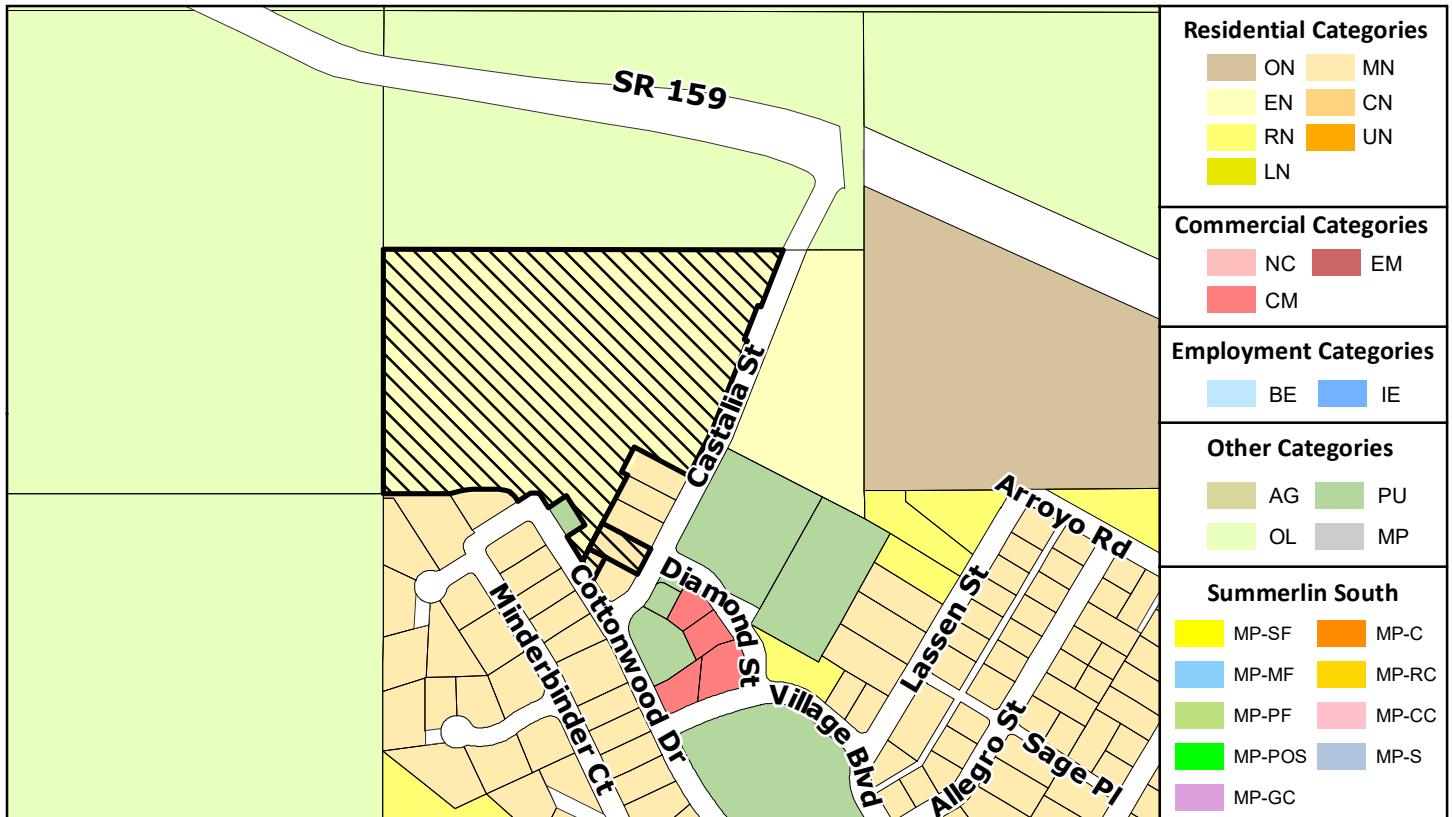 SR 159
Castalia St
Arroyo Rd
Diamond St
Lassen St
Cottonwood Dr
Minderbinder Ct
Village Blvd
Allegro St
Sage Pl
Residential Categories
ON MN
EN CN
RN UN
LN
Commercial Categories
NC EM
CM
Employment Categories
BE IE
Other Categories
AG PU
OL MP
Summerlin South
MP-SF MP-C
MP-MF MP-RC
MP-PF MP-CC
MP-POS MP-S
MP-GC